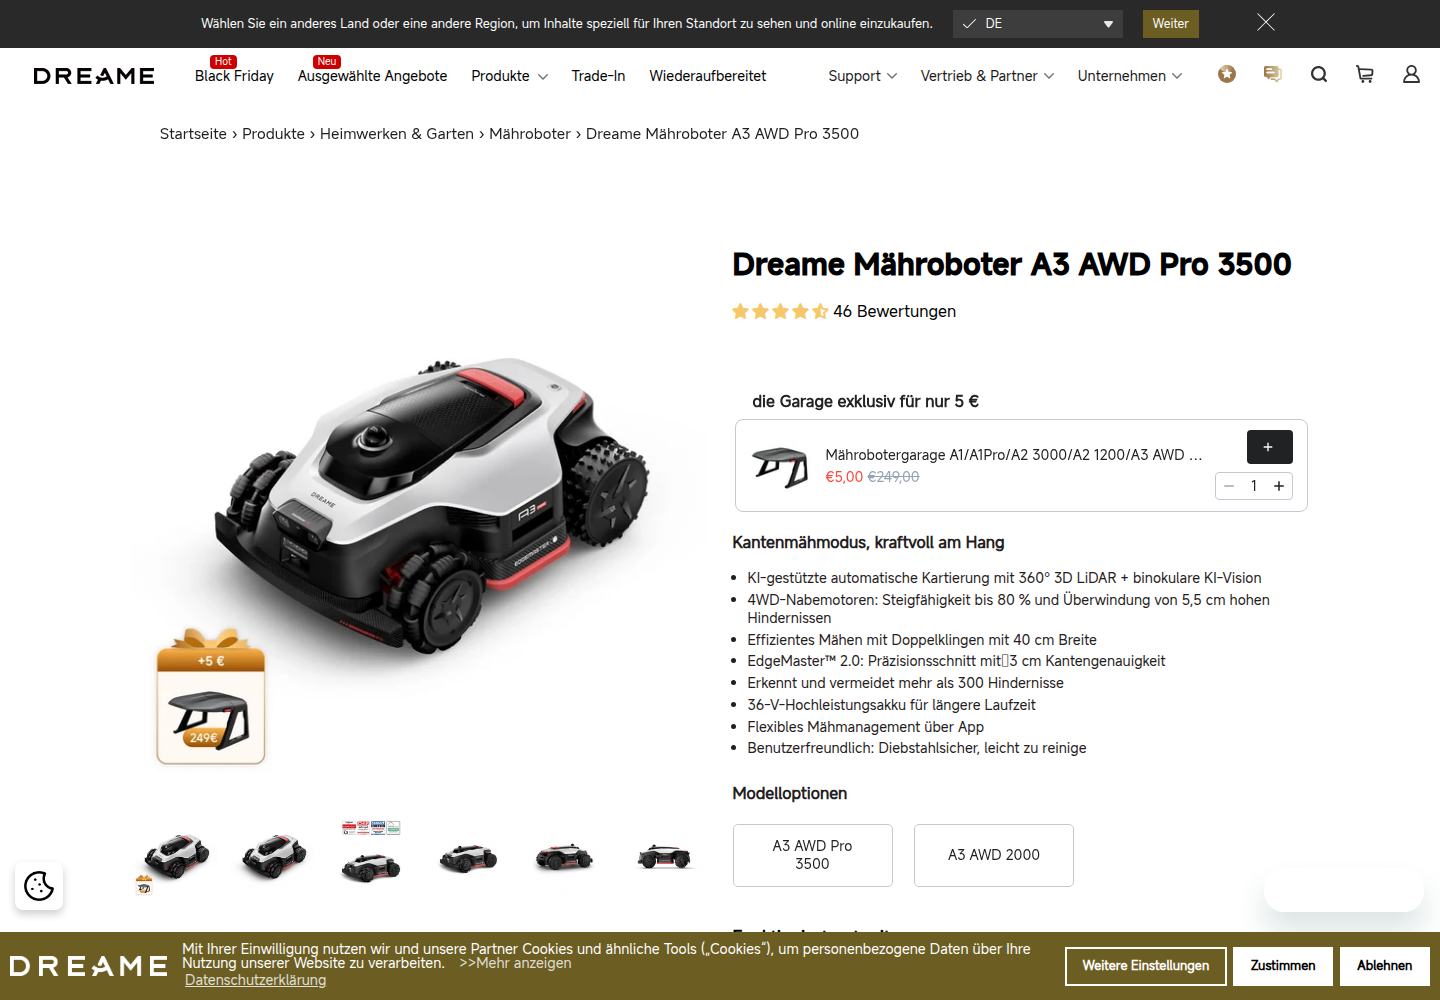 Wählen Sie ein anderes Land oder eine andere Region, um Inhalte speziell für Ihren Standort zu sehen und online einzukaufen.
DE
Weiter
DREAME
Hot
Black Friday
Neu
Ausgewählte Angebote
Produkte
Trade-In
Wiederaufbereitet
Support
Vertrieb & Partner
Unternehmen
Startseite › Produkte › Heimwerken & Garten › Mähroboter › Dreame Mähroboter A3 AWD Pro 3500
DREAME
A3
EDGEMASTER
+5 €
249€
Dreame Mähroboter A3 AWD Pro 3500
46 Bewertungen
die Garage exklusiv für nur 5 €
Mährobotergarage A1/A1Pro/A2 3000/A2 1200/A3 AWD ...
€5,00 €249,00
+
− 1 +
Kantenmähmodus, kraftvoll am Hang
• KI-gestützte automatische Kartierung mit 360° 3D LiDAR + binokulare KI-Vision
• 4WD-Nabenmotoren: Steigfähigkeit bis 80 % und Überwindung von 5,5 cm hohen
Hindernissen
• Effizientes Mähen mit Doppelklingen mit 40 cm Breite
• EdgeMaster™ 2.0: Präzisionsschnitt mit 3 cm Kantengenauigkeit
• Erkennt und vermeidet mehr als 300 Hindernisse
• 36-V-Hochleistungsakku für längere Laufzeit
• Flexibles Mähmanagement über App
• Benutzerfreundlich: Diebstahlsicher, leicht zu reinige
Modelloptionen
A3 AWD Pro
3500
A3 AWD 2000
DREAME
Mit Ihrer Einwilligung nutzen wir und unsere Partner Cookies und ähnliche Tools („Cookies“), um personenbezogene Daten über Ihre
Nutzung unserer Website zu verarbeiten. >>Mehr anzeigen
Datenschutzerklärung
Weitere Einstellungen
Zustimmen
Ablehnen